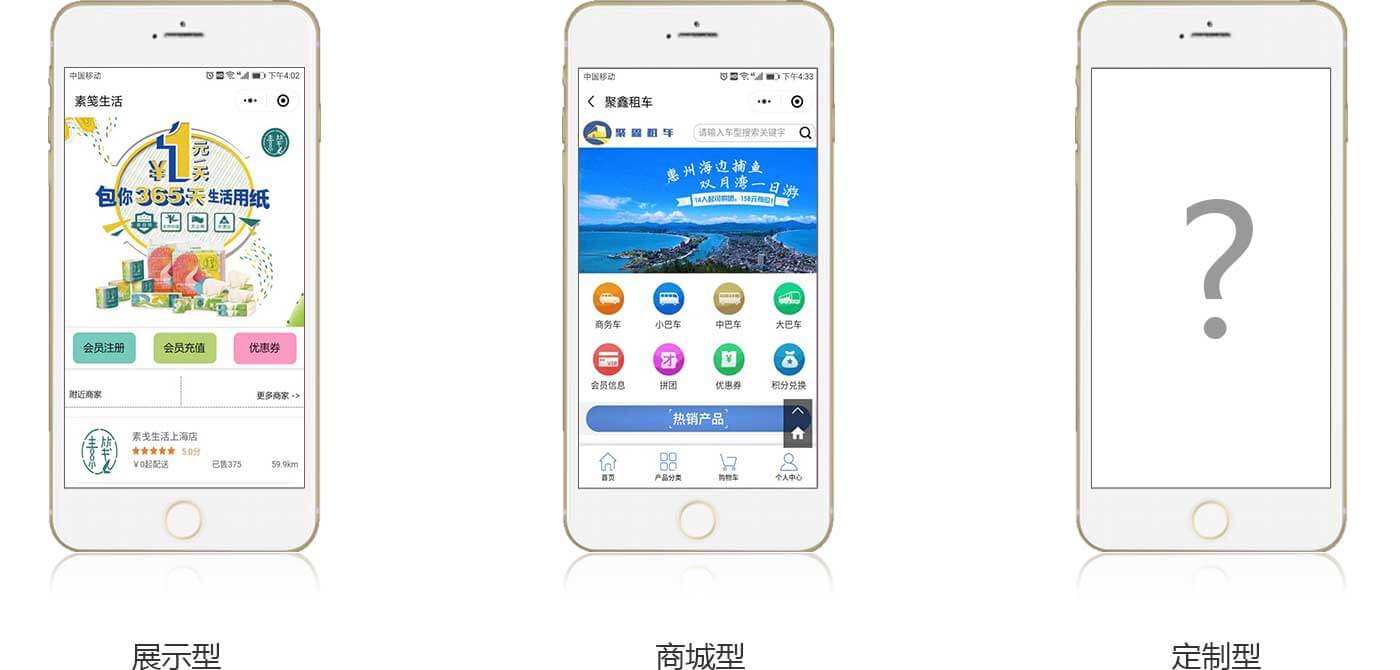 中国移动
下午4:02
素笺生活
¥1元一天
包你365天生活用纸
会员注册
会员充值
优惠券
附近商家
更多商家 ->
素戋生活上海店
5.0分
¥0起配送
已售375
59.9km
展示型
中国移动
下午4:33
聚鑫租车
聚鑫租车
请输入车型搜索关键字
惠州海边捕鱼
双月湾一日游
商务车
小巴车
中巴车
大巴车
会员信息
拼团
优惠券
积分兑换
热销产品
首页
产品分类
购物车
个人中心
商城型
?
定制型